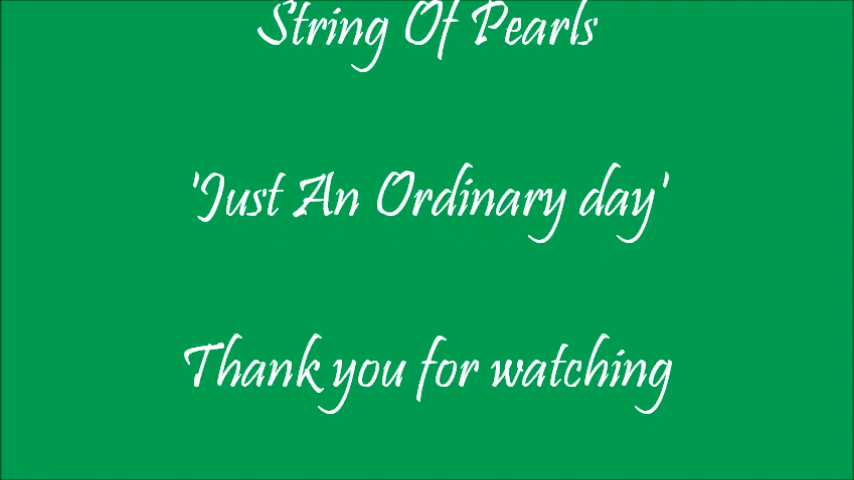 String Of Pearls
'Just An Ordinary day'
Thank you for watching